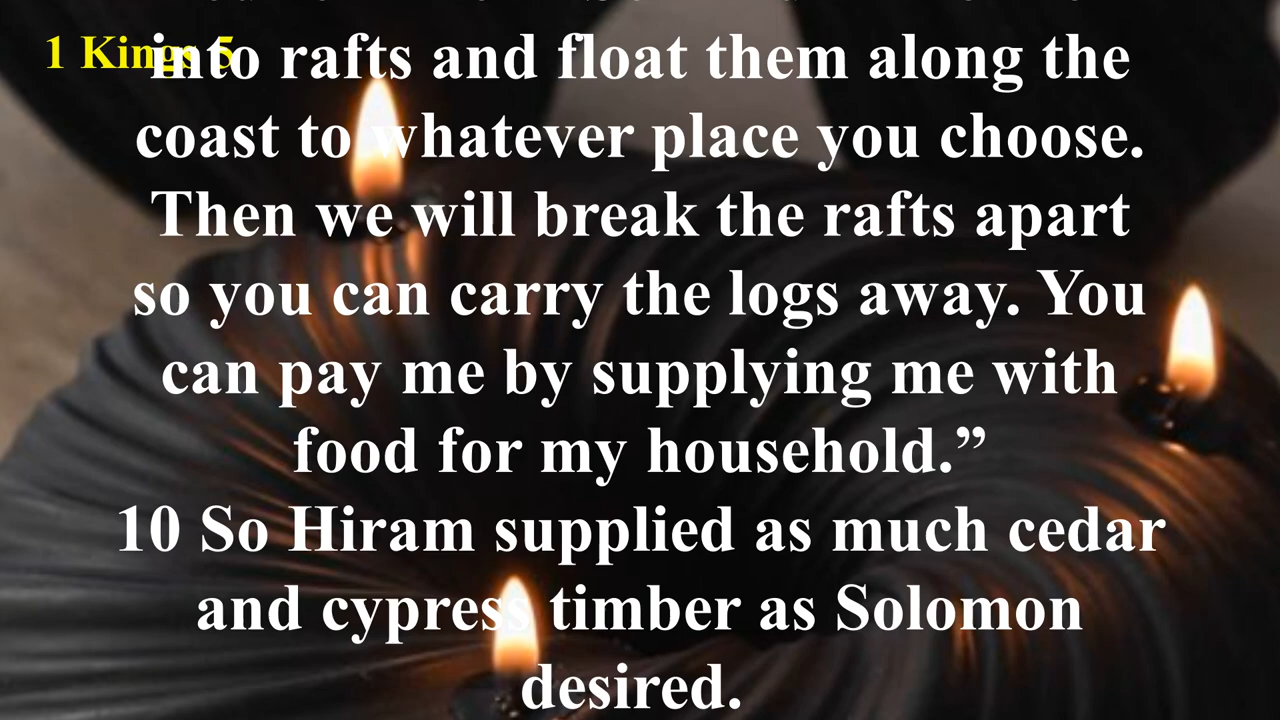 1 Kings 5
into rafts and float them along the
coast to whatever place you choose.
Then we will break the rafts apart
so you can carry the logs away. You
can pay me by supplying me with
food for my household.”
10 So Hiram supplied as much cedar
and cypress timber as Solomon
desired.